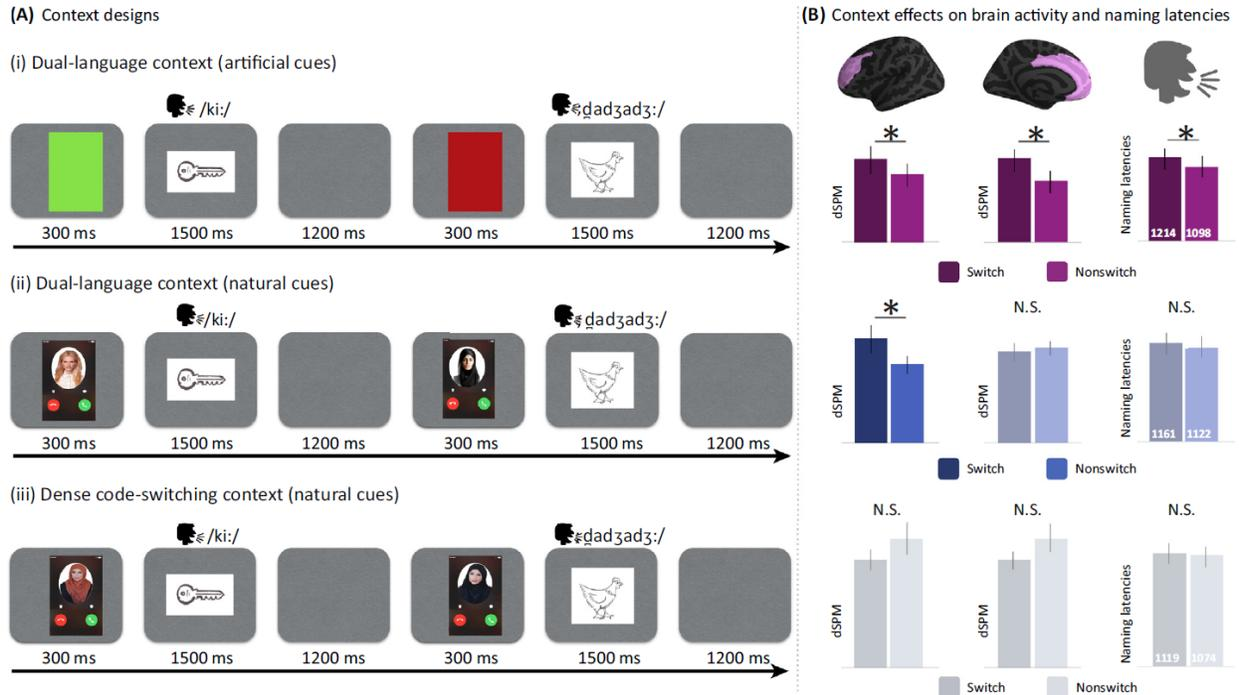 (A) Context designs
(i) Dual-language context (artificial cues)
/ki:/
d̪adʒadʒ:/
300 ms 1500 ms 1200 ms 300 ms 1500 ms 1200 ms
(ii) Dual-language context (natural cues)
/ki:/
d̪adʒadʒ:/
300 ms 1500 ms 1200 ms 300 ms 1500 ms 1200 ms
(iii) Dense code-switching context (natural cues)
/ki:/
d̪adʒadʒ:/
300 ms 1500 ms 1200 ms 300 ms 1500 ms 1200 ms
(B) Context effects on brain activity and naming latencies
* * *
dSPM dSPM Naming latencies
1214 1098
Switch Nonswitch
* N.S. N.S.
dSPM dSPM Naming latencies
1161 1122
Switch Nonswitch
N.S. N.S. N.S.
dSPM dSPM Naming latencies
1119 1074
Switch Nonswitch